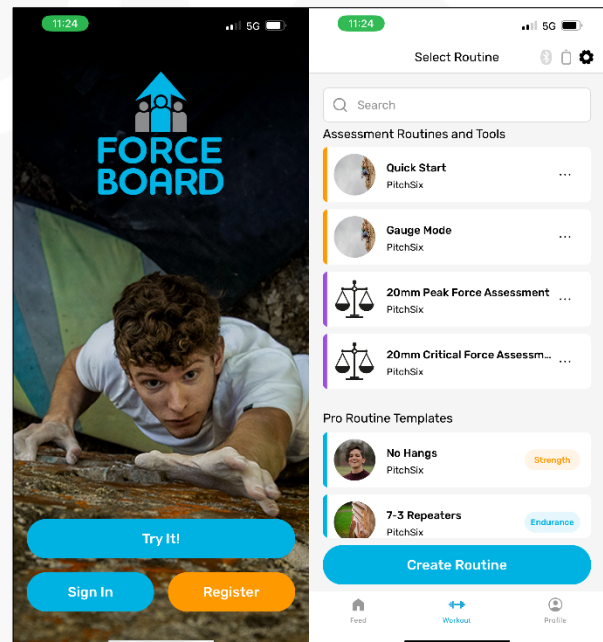 11:24
5G
FORCE
BOARD
Try It!
Sign In
Register
11:24
5G
Select Routine
Search
Assessment Routines and Tools
Quick Start
PitchSix
...
Gauge Mode
PitchSix
...
20mm Peak Force Assessment
PitchSix
...
20mm Critical Force Assessm...
PitchSix
...
Pro Routine Templates
No Hangs
PitchSix
Strength
7-3 Repeaters
PitchSix
Endurance
Create Routine
Feed
Workout
Profile